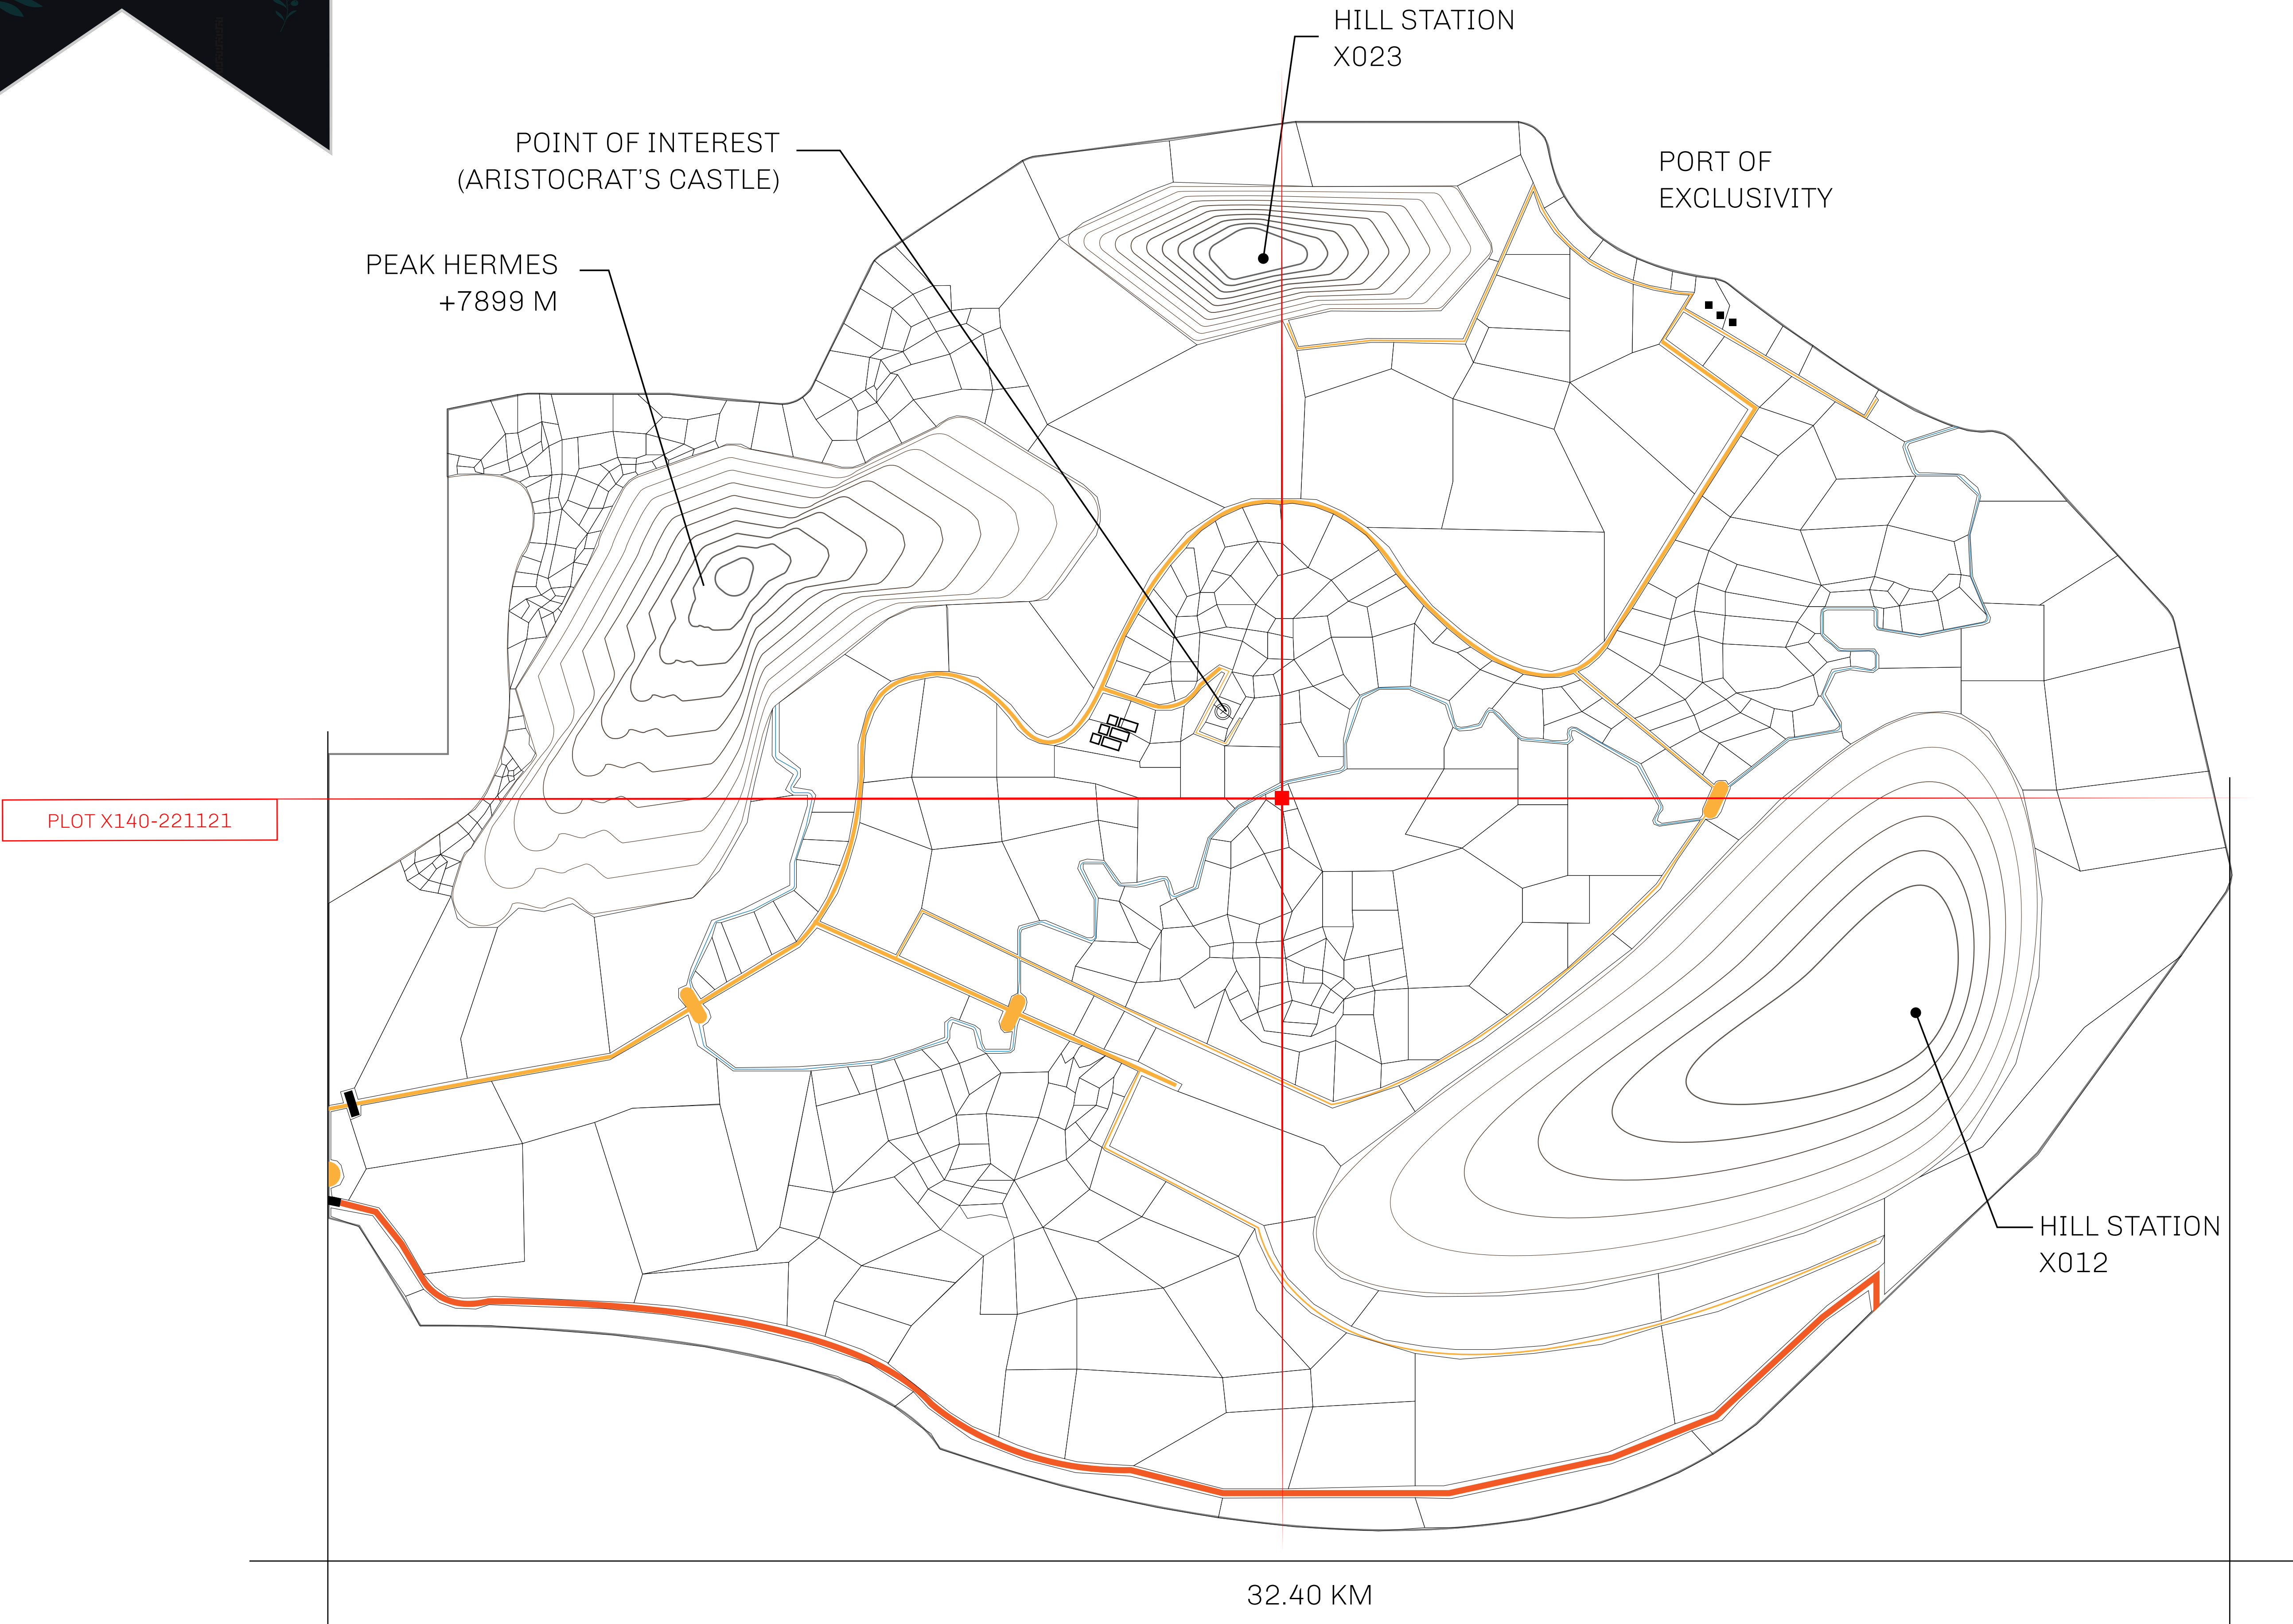 HILL STATION
X023
POINT OF INTEREST
(ARISTOCRAT'S CASTLE)
PORT OF
EXCLUSIVITY
PEAK HERMES
+7899 M
PLOT X140-221121
HILL STATION
X012
32.40 KM